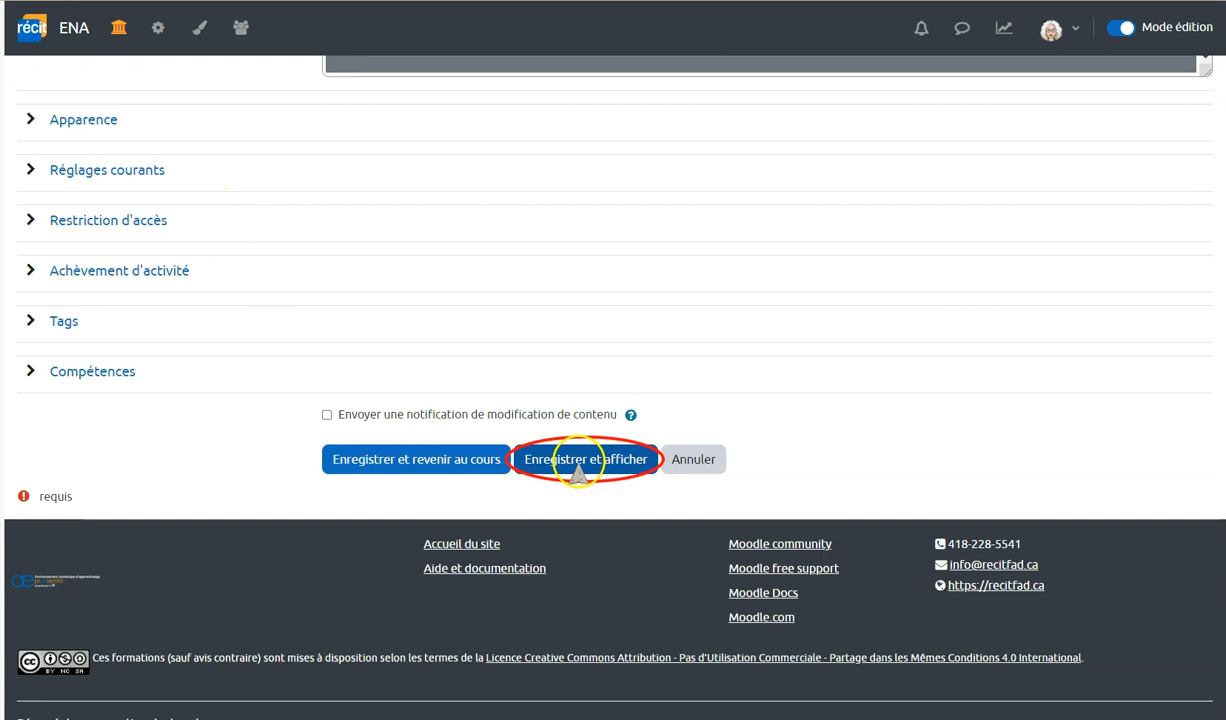 récit ENA Mode édition
Apparence
Réglages courants
Restriction d'accès
Achèvement d'activité
Tags
Compétences
Envoyer une notification de modification de contenu ?
Enregistrer et revenir au cours Enregistrer et afficher Annuler
! requis
Accueil du site
Aide et documentation
Moodle community
Moodle free support
Moodle Docs
Moodle.com
418-228-5541
info@recitfad.ca
https://recitfad.ca
cc BY NC SA Ces formations (sauf avis contraire) sont mises à disposition selon les termes de la Licence Creative Commons Attribution - Pas d'Utilisation Commerciale - Partage dans les Mêmes Conditions 4.0 International.